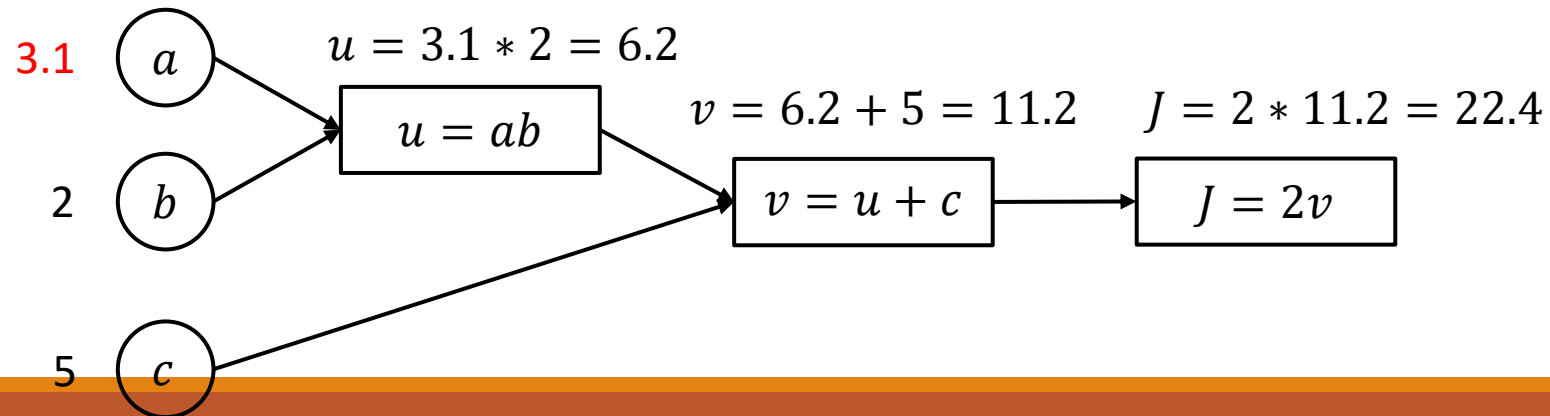 3.1 a u = 3.1 ∗ 2 = 6.2
u = ab
v = 6.2 + 5 = 11.2 J = 2 ∗ 11.2 = 22.4
2 b v = u + c J = 2v
5 c